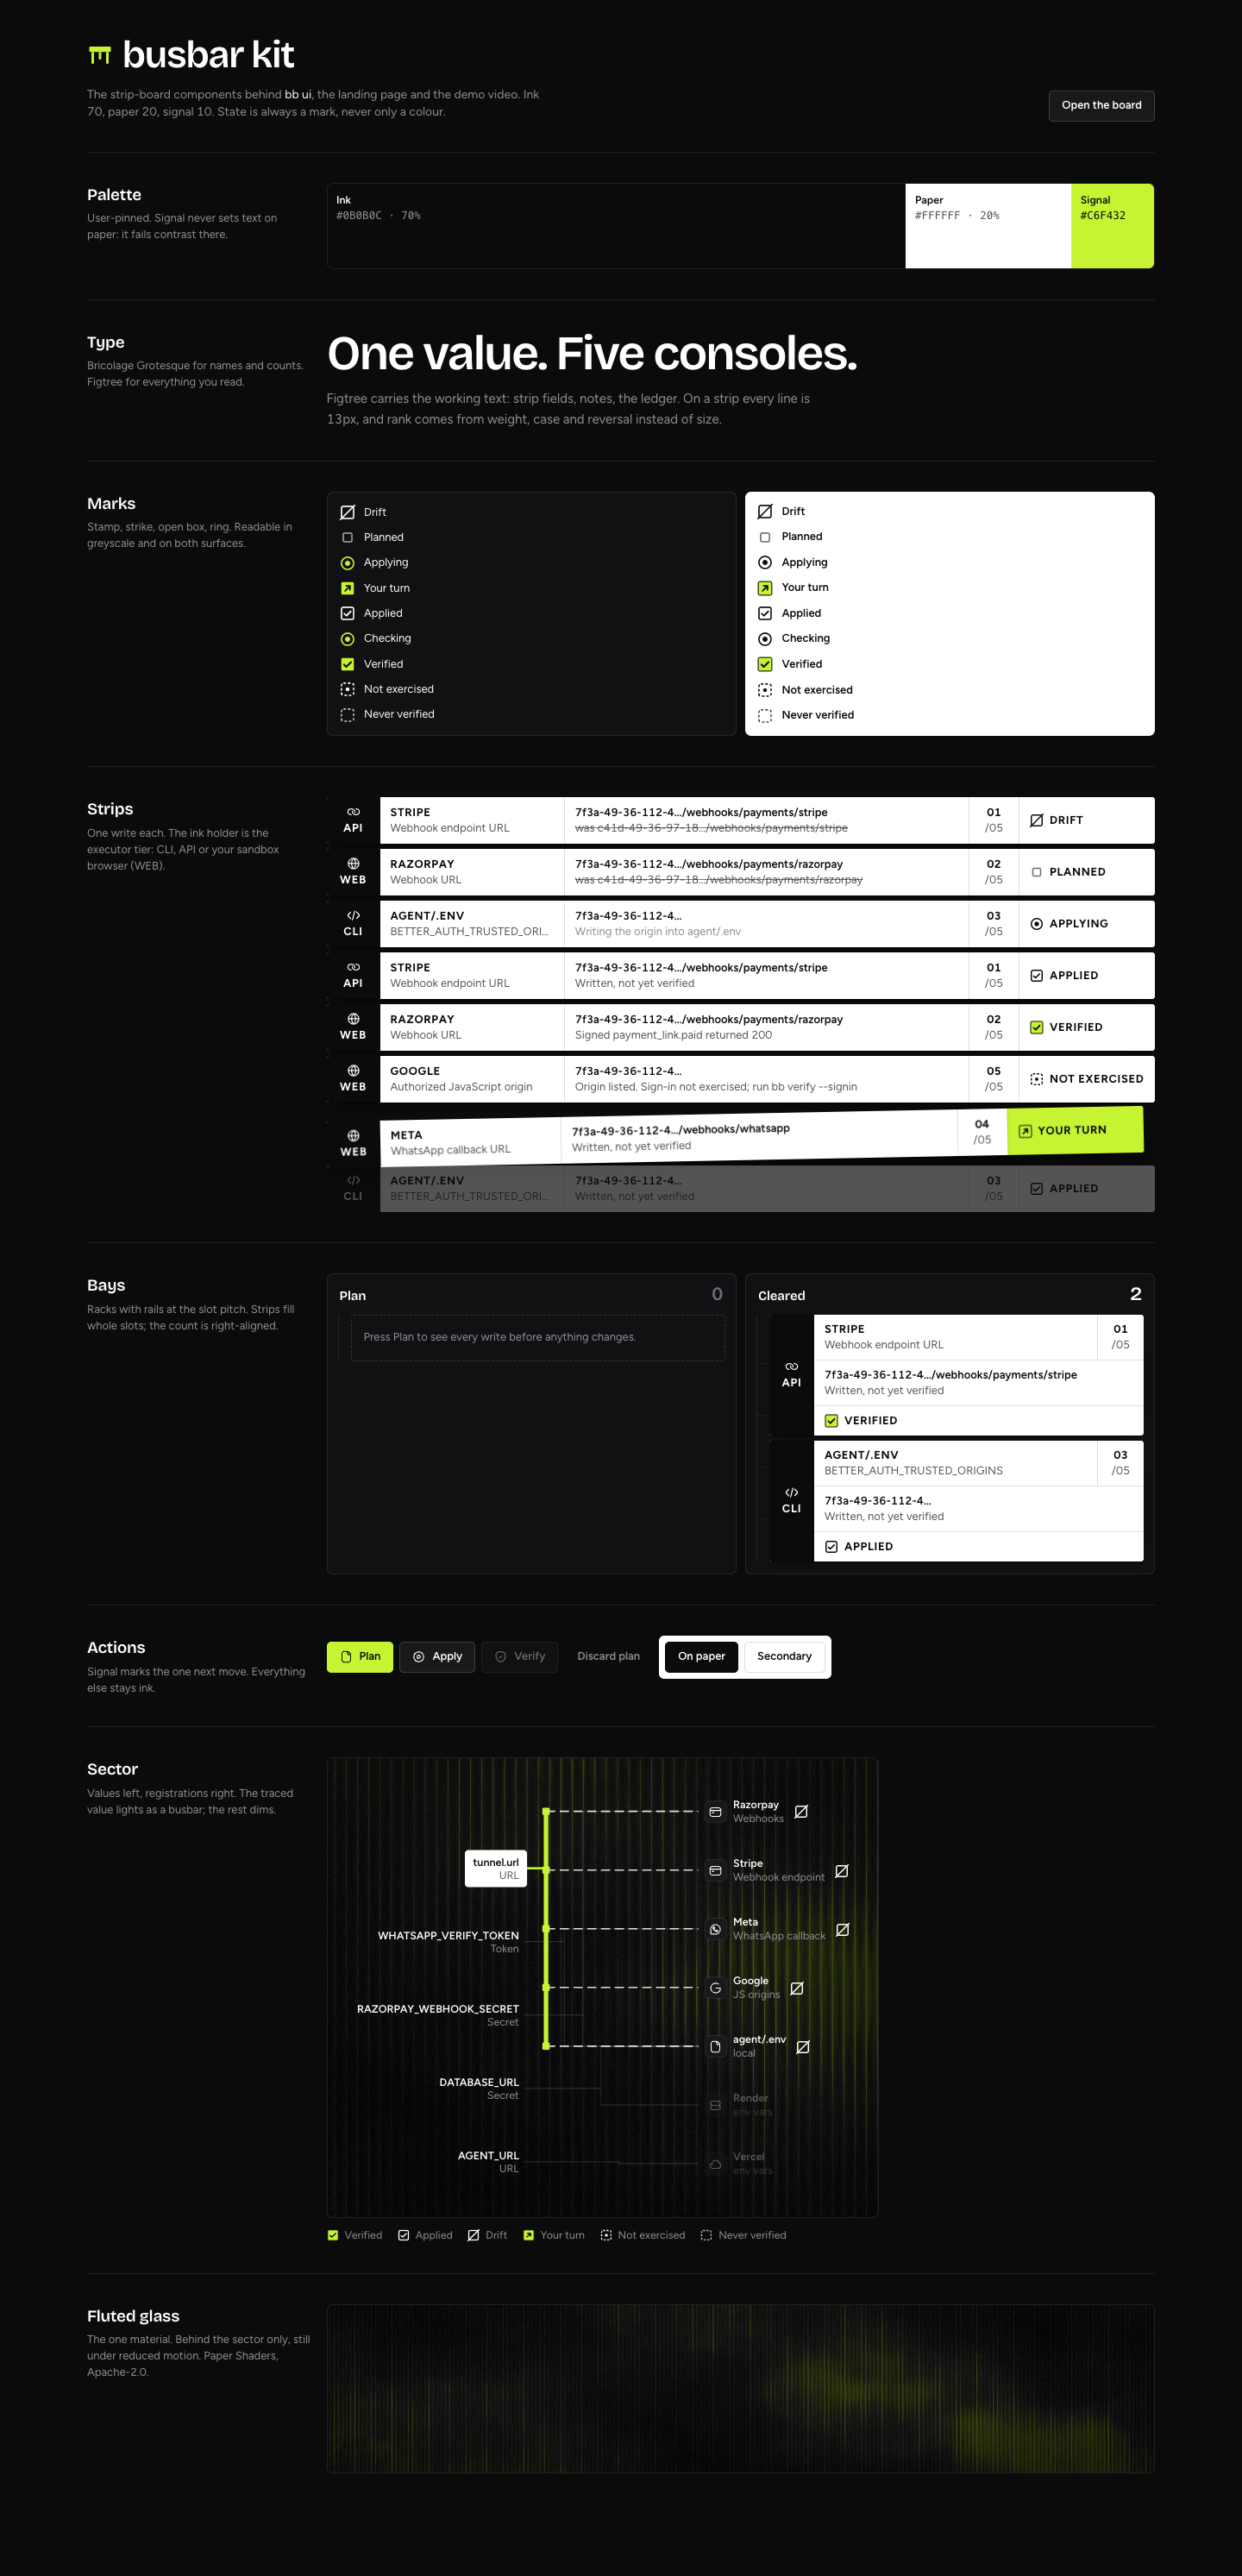 busbar kit
The strip-board components behind bb ui, the landing page and the demo video. Ink
70, paper 20, signal 10. State is always a mark, never only a colour.
Open the board
Palette
User-pinned. Signal never sets text on
paper: it fails contrast there.
Ink
#0B0B0C · 70%
Paper
#FFFFFF · 20%
Signal
#C6F432
Type
Bricolage Grotesque for names and counts.
Figtree for everything you read.
One value. Five consoles.
Figtree carries the working text: strip fields, notes, the ledger. On a strip every line is
13px, and rank comes from weight, case and reversal instead of size.
Marks
Stamp, strike, open box, ring. Readable in
greyscale and on both surfaces.
Drift
Planned
Applying
Your turn
Applied
Checking
Verified
Not exercised
Never verified
Drift
Planned
Applying
Your turn
Applied
Checking
Verified
Not exercised
Never verified
Strips
One write each. The ink holder is the
executor tier: CLI, API or your sandbox
browser (WEB).
API
STRIPE
Webhook endpoint URL
7f3a-49-36-112-4…/webhooks/payments/stripe
was c41d-49-36-97-18…/webhooks/payments/stripe
01
/05
DRIFT
WEB
RAZORPAY
Webhook URL
7f3a-49-36-112-4…/webhooks/payments/razorpay
was c41d-49-36-97-18…/webhooks/payments/razorpay
02
/05
PLANNED
CLI
AGENT/.ENV
BETTER_AUTH_TRUSTED_ORI…
7f3a-49-36-112-4…
Writing the origin into agent/.env
03
/05
APPLYING
API
STRIPE
Webhook endpoint URL
7f3a-49-36-112-4…/webhooks/payments/stripe
Written, not yet verified
01
/05
APPLIED
WEB
RAZORPAY
Webhook URL
7f3a-49-36-112-4…/webhooks/payments/razorpay
Signed payment_link.paid returned 200
02
/05
VERIFIED
WEB
GOOGLE
Authorized JavaScript origin
7f3a-49-36-112-4…
Origin listed. Sign-in not exercised; run bb verify --signin
05
/05
NOT EXERCISED
WEB
META
WhatsApp callback URL
7f3a-49-36-112-4…/webhooks/whatsapp
Written, not yet verified
04
/05
YOUR TURN
CLI
AGENT/.ENV
BETTER_AUTH_TRUSTED_ORI…
7f3a-49-36-112-4…
Written, not yet verified
03
/05
APPLIED
Bays
Racks with rails at the slot pitch. Strips fill
whole slots; the count is right-aligned.
Plan
0
Press Plan to see every write before anything changes.
Cleared
2
API
STRIPE
Webhook endpoint URL
01
/05
7f3a-49-36-112-4…/webhooks/payments/stripe
Written, not yet verified
VERIFIED
CLI
AGENT/.ENV
BETTER_AUTH_TRUSTED_ORIGINS
03
/05
7f3a-49-36-112-4…
Written, not yet verified
APPLIED
Actions
Signal marks the one next move. Everything
else stays ink.
Plan
Apply
Verify
Discard plan
On paper
Secondary
Sector
Values left, registrations right. The traced
value lights as a busbar; the rest dims.
tunnel.url
URL
WHATSAPP_VERIFY_TOKEN
Token
RAZORPAY_WEBHOOK_SECRET
Secret
DATABASE_URL
Secret
AGENT_URL
URL
Razorpay
Webhooks
Stripe
Webhook endpoint
Meta
WhatsApp callback
Google
JS origins
agent/.env
local
Render
env vars
Vercel
env vars
Verified
Applied
Drift
Your turn
Not exercised
Never verified
Fluted glass
The one material. Behind the sector only, still
under reduced motion. Paper Shaders,
Apache-2.0.